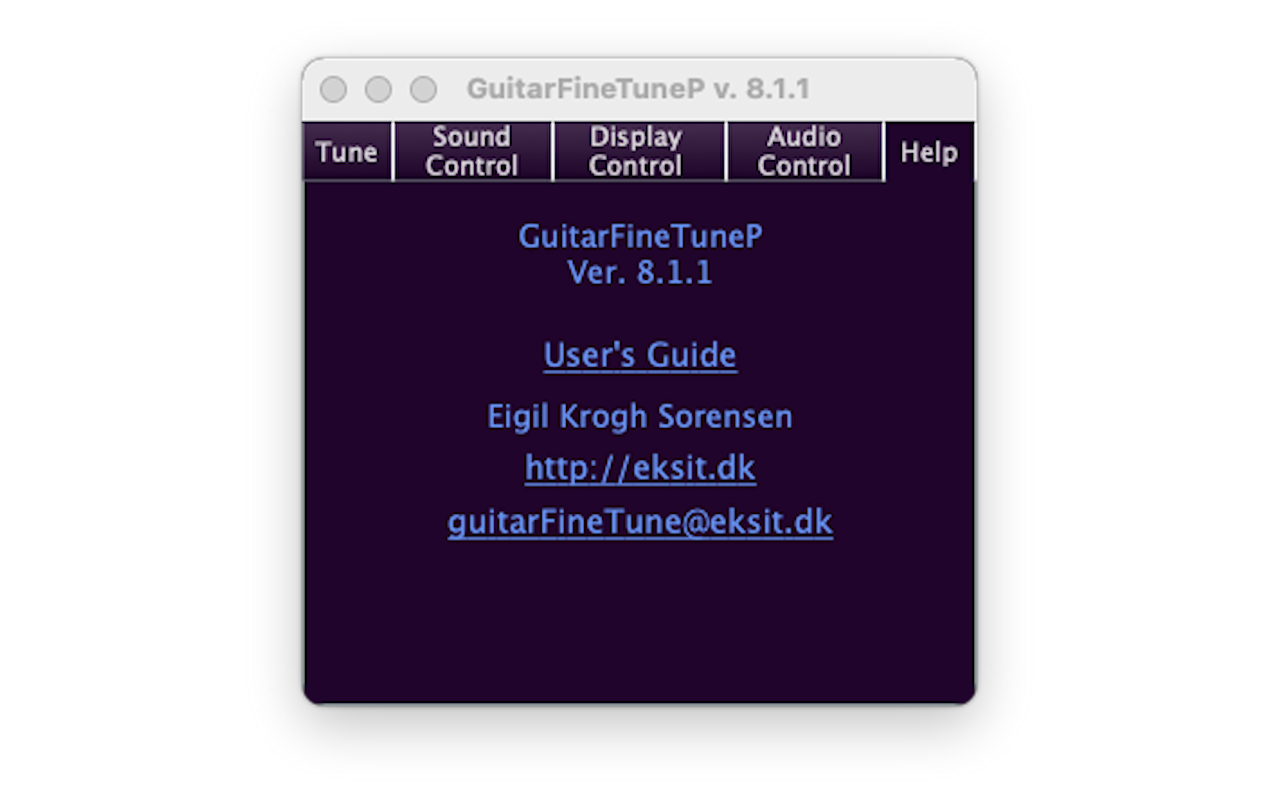 GuitarFineTuneP v. 8.1.1
Tune
Sound
Control
Display
Control
Audio
Control
Help
GuitarFineTuneP
Ver. 8.1.1
User's Guide
Eigil Krogh Sorensen
http://eksit.dk
guitarFineTune@eksit.dk